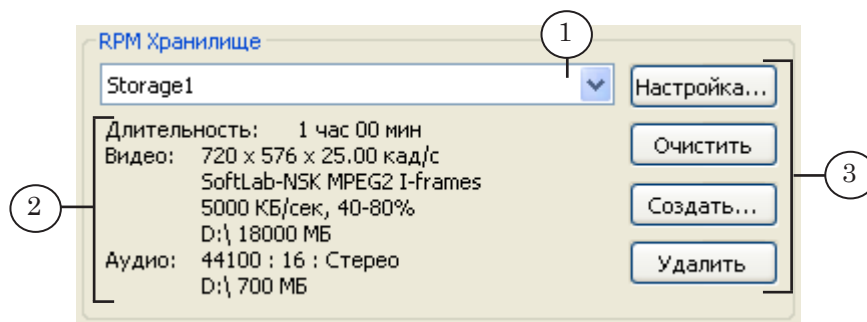 RPM Хранилище
1
Storage1
Настройка...
Длительность: 1 час 00 мин
Видео: 720 x 576 x 25.00 кад/с
SoftLab-NSK MPEG2 I-frames
5000 КБ/сек, 40-80%
D:\ 18000 МБ
Аудио: 44100 : 16 : Стерео
D:\ 700 МБ
Очистить
Создать...
Удалить
2
3